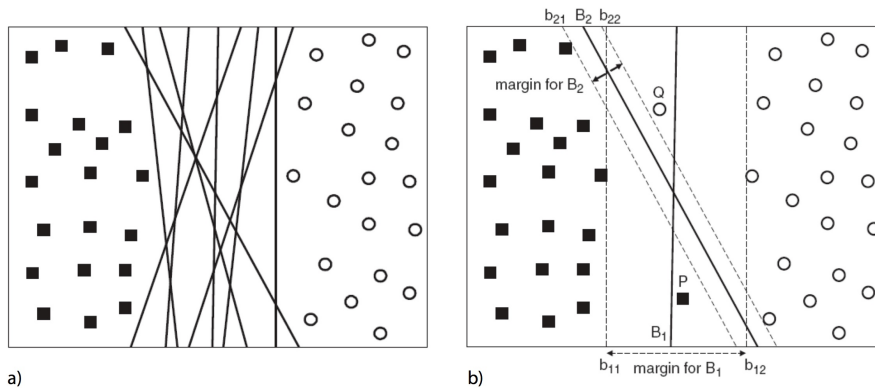 b21 B2 b22
margin for B2
Q
P
B1
b11 margin for B1 b12
a)
b)